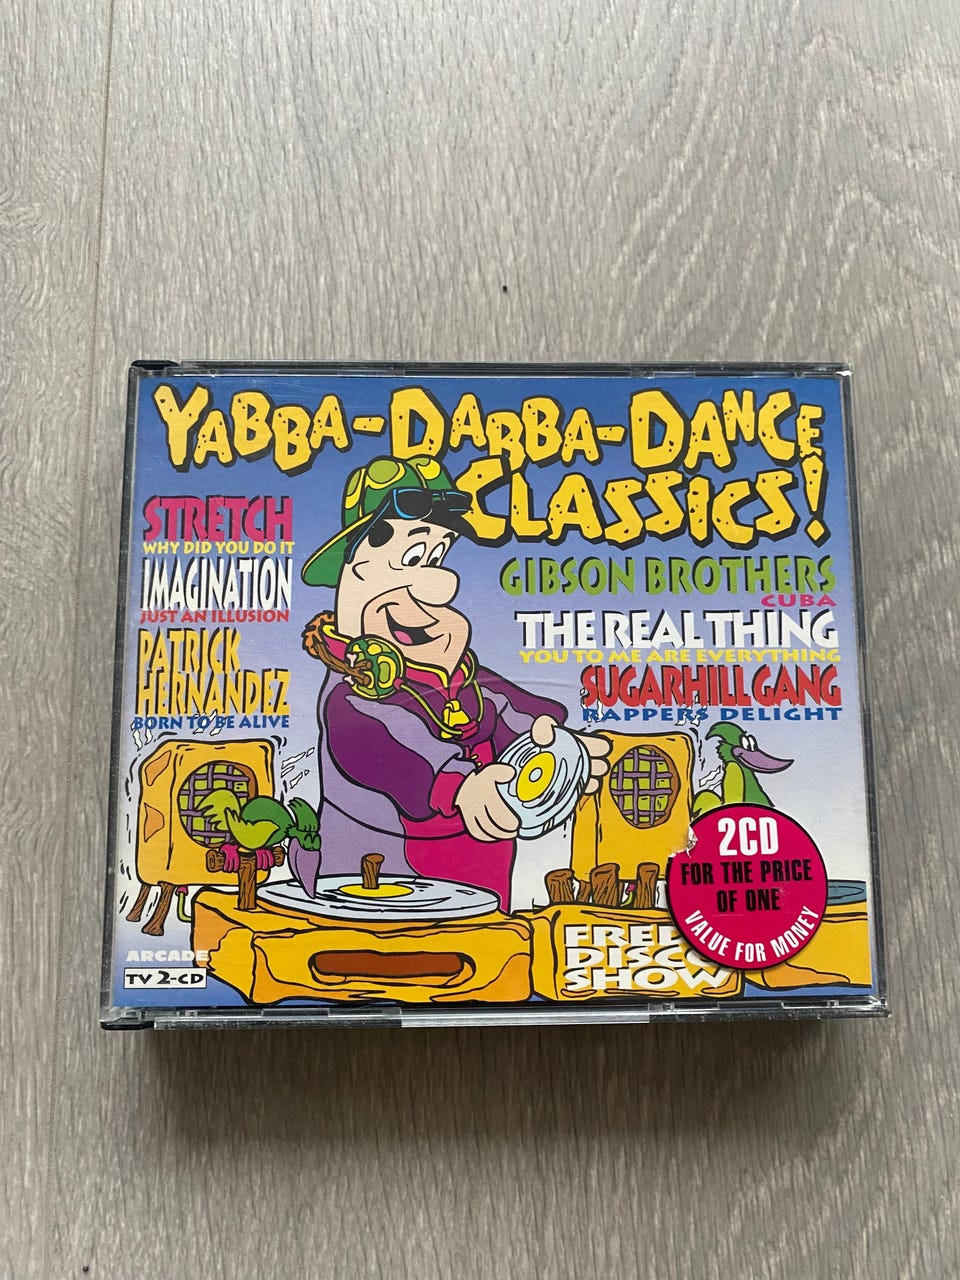 YABBA-DABBA-DANCE
CLASSICS!
STRETCH
WHY DID YOU DO IT
IMAGINATION
JUST AN ILLUSION
PATRICK
HERNANDEZ
BORN TO BE ALIVE
GIBSON BROTHERS
CUBA
THE REAL THING
YOU TO ME ARE EVERYTHING
SUGARHILL GANG
RAPPERS DELIGHT
2CD
FOR THE PRICE
OF ONE
VALUE FOR MONEY
ARCADE
TV 2-CD
DISCO
SHOW